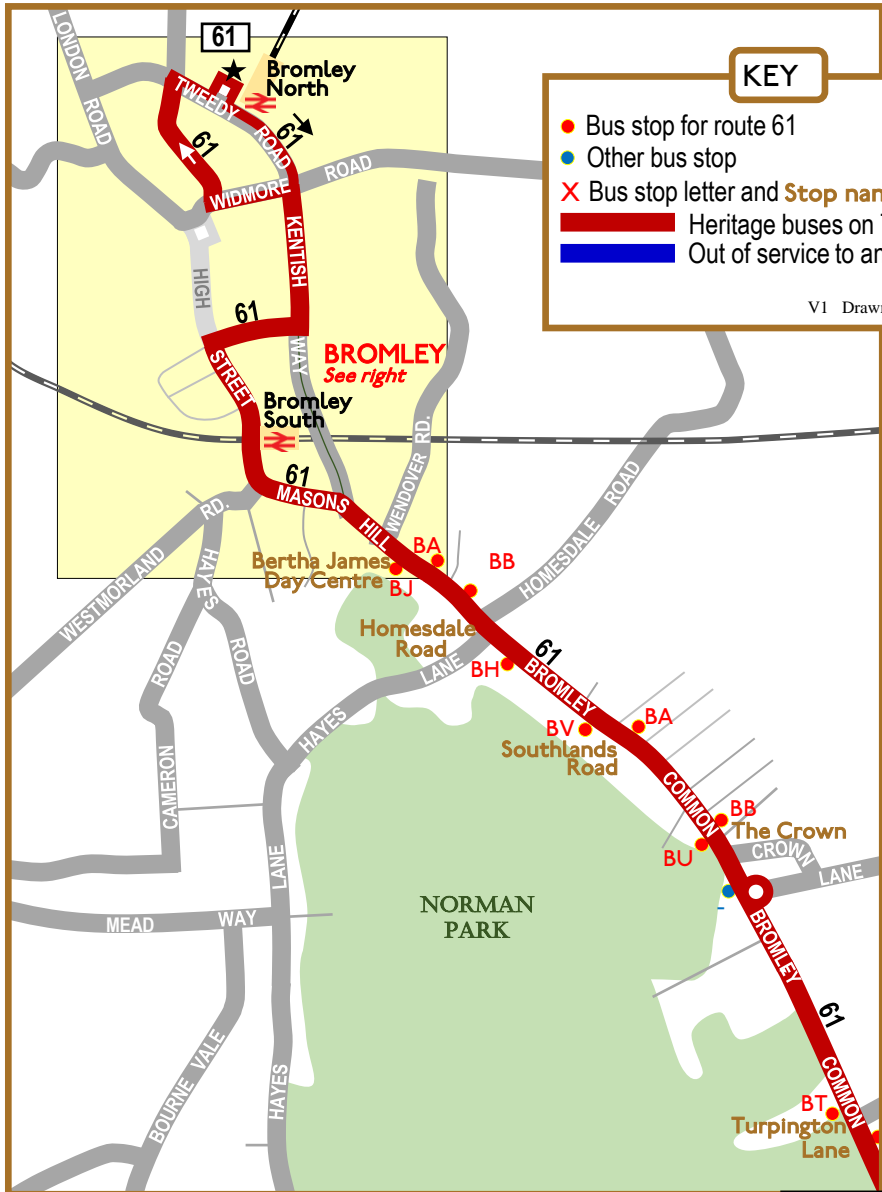 61
Bromley
North
LONDON
ROAD
TWEEDY
ROAD
61
61
WIDMORE
ROAD
KENTISH
WAY
HIGH
STREET
61
BROMLEY
See right
Bromley
South
61
MASONS
HILL
WENDOVER RD.
WESTMORLAND
RD.
HAYES
ROAD
Bertha James
Day Centre
BA
BJ
BB
HOMESDALE
ROAD
Homesdale
Road
BH
HAYES
LANE
61
BROMLEY
COMMON
BV
BA
Southlands
Road
BB
The Crown
BU
CROWN
LANE
CAMERON
ROAD
LANE
MEAD
WAY
NORMAN
PARK
BOURNE VALE
HAYES
BROMLEY
61
COMMON
BT
Turpington
Lane
KEY
Bus stop for route 61
Other bus stop
X Bus stop letter and Stop nam
Heritage buses on
Out of service to an
V1 Drawn